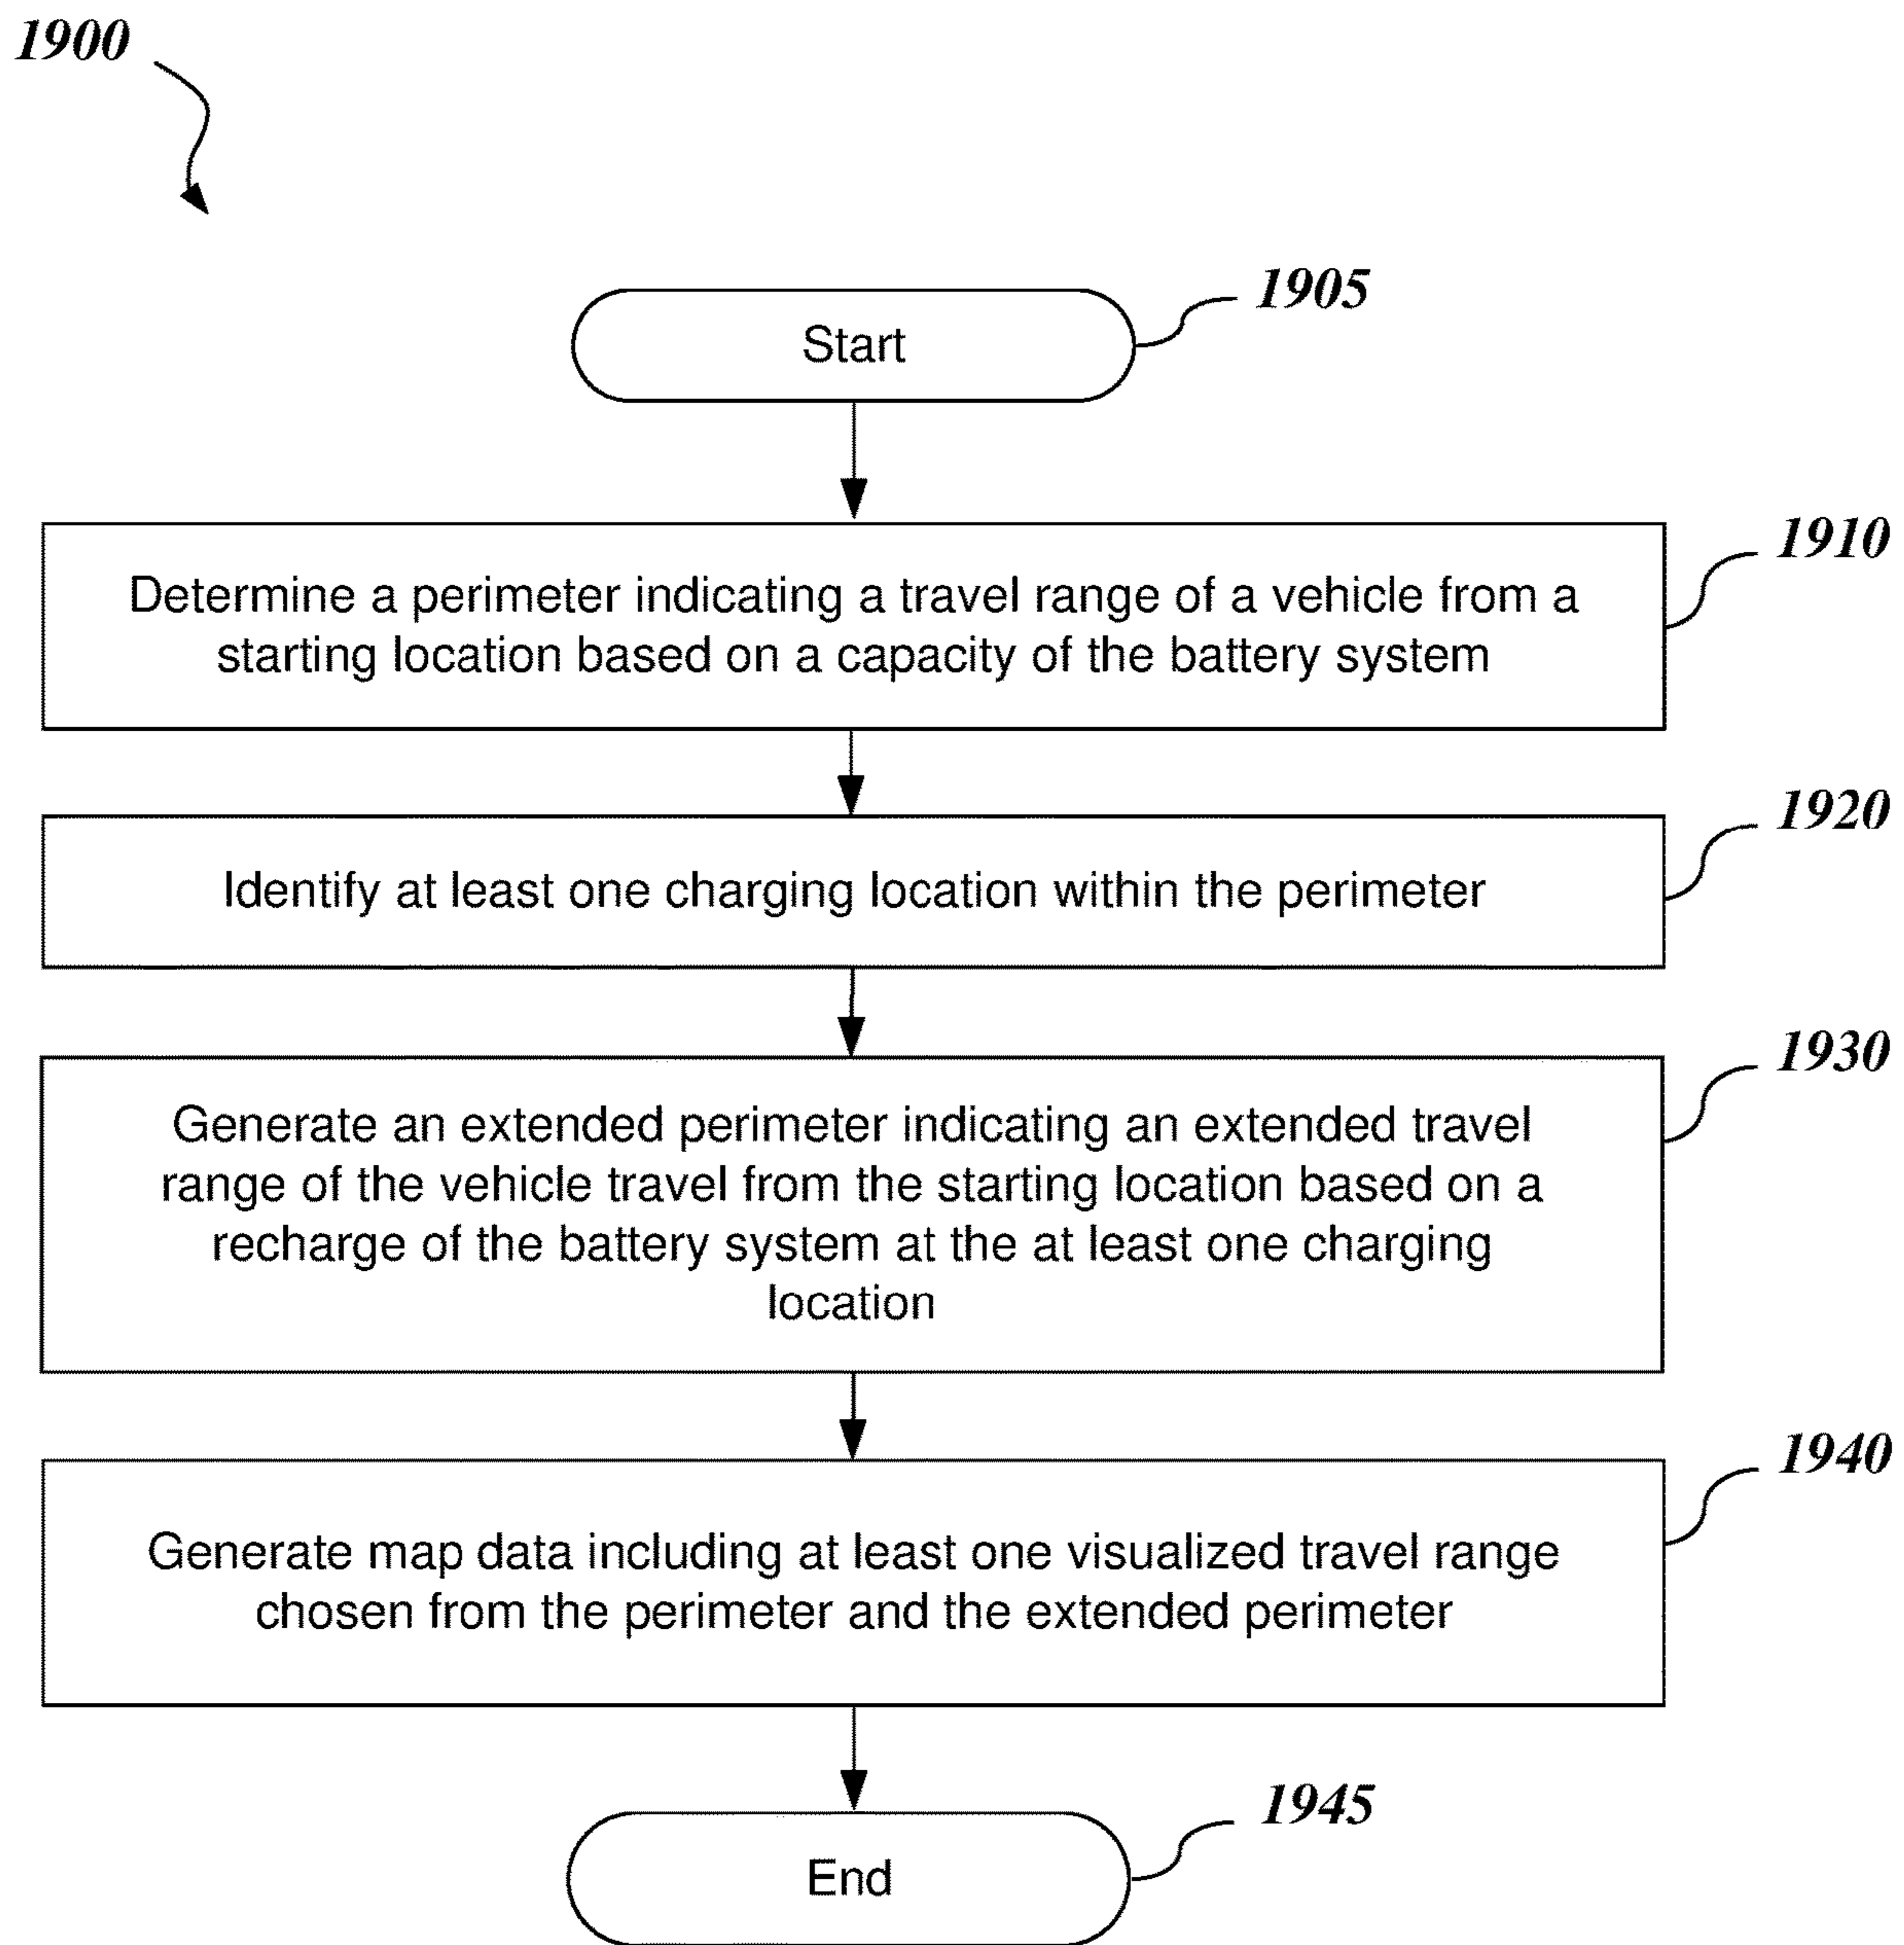 1900
1905
Start
1910
Determine a perimeter indicating a travel range of a vehicle from a
starting location based on a capacity of the battery system
1920
Identify at least one charging location within the perimeter
1930
Generate an extended perimeter indicating an extended travel
range of the vehicle travel from the starting location based on a
recharge of the battery system at the at least one charging
location
1940
Generate map data including at least one visualized travel range
chosen from the perimeter and the extended perimeter
1945
End